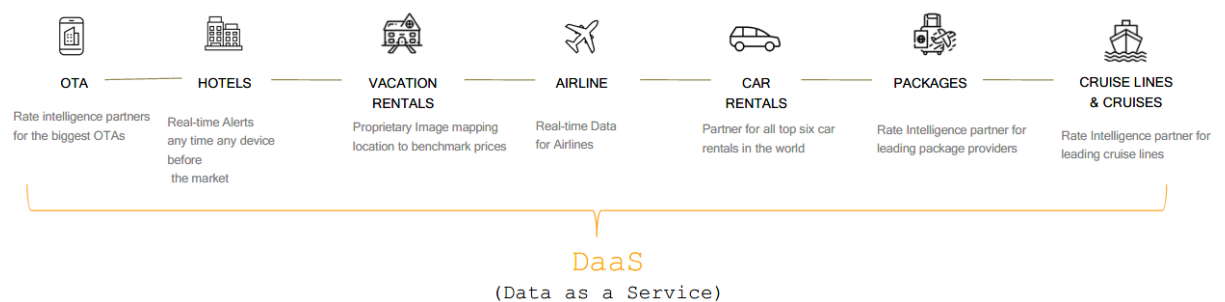 OTA
Rate intelligence partners
for the biggest OTAs
HOTELS
Real-time Alerts
any time any device
before
the market
VACATION
RENTALS
Proprietary Image mapping
location to benchmark prices
AIRLINE
Real-time Data
for Airlines
CAR
RENTALS
Partner for all top six car
rentals in the world
PACKAGES
Rate Intelligence partner for
leading package providers
CRUISE LINES
& CRUISES
Rate Intelligence partner for
leading cruise lines
DaaS
(Data as a Service)